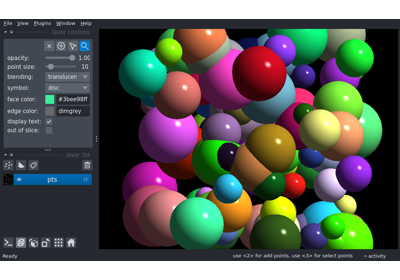 File View Plugins Window Help
layer controls
opacity: 1.00
point size: 10
blending: translucen
symbol: disc
face color: #3bee98ff
edge color: dimgrey
display text: ✓
out of slice:
layer list
pts
Ready use <2> for add points, use <3> for select points activity